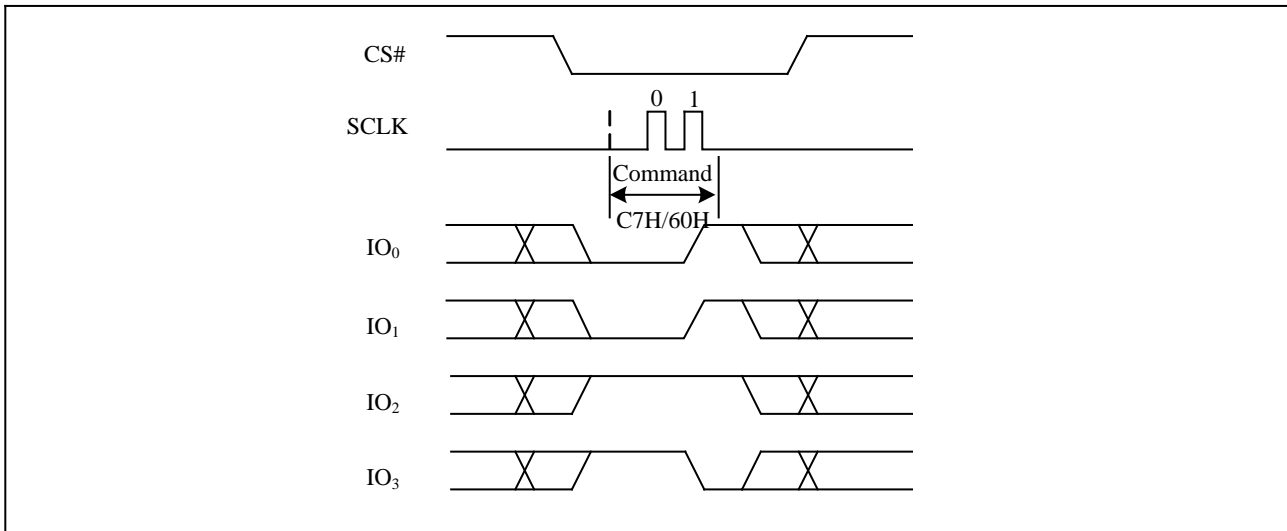 CS#
0 1
SCLK
Command
C7H/60H
IO₀
IO₁
IO₂
IO₃